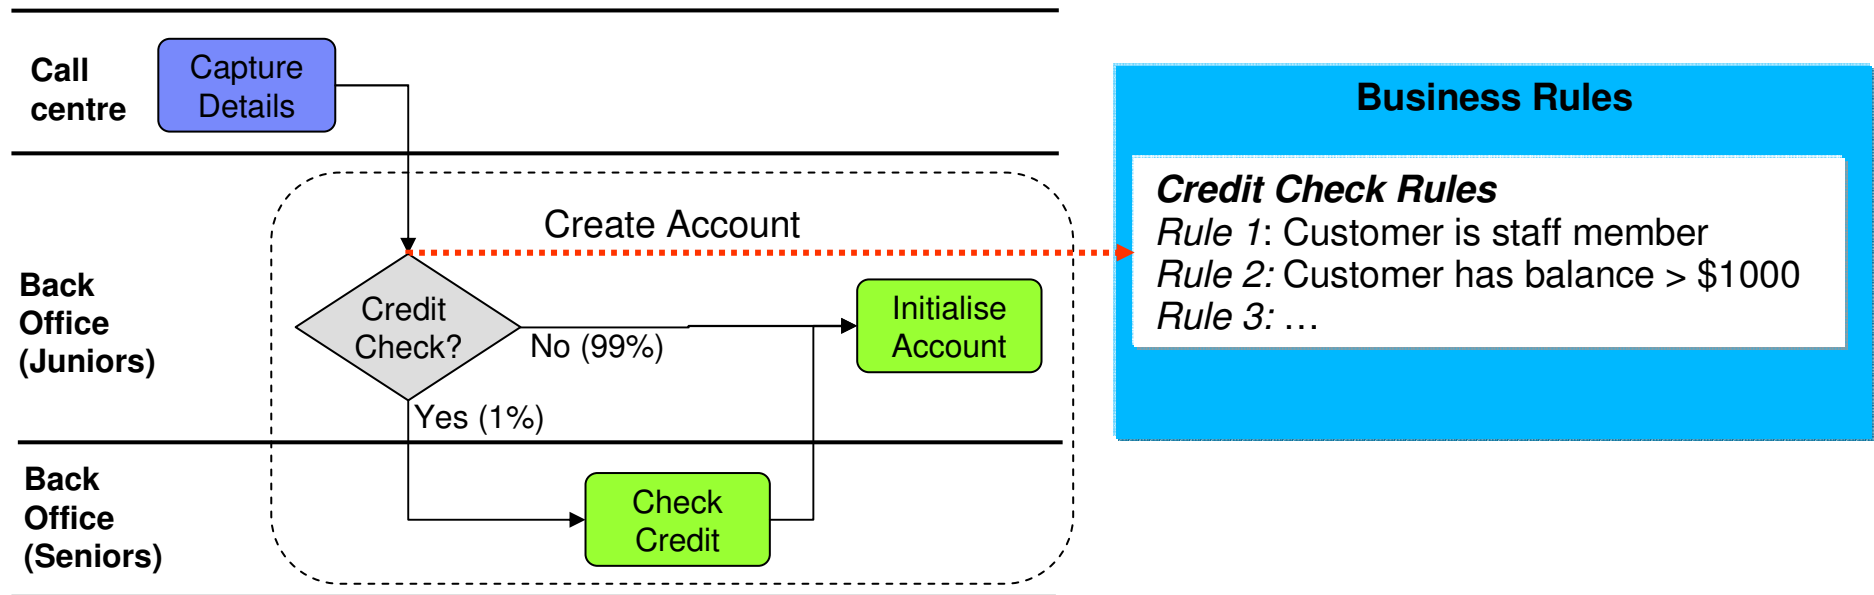 Call
centre
Capture
Details
Back
Office
(Juniors)
Create Account
Credit
Check?
No (99%)
Yes (1%)
Initialise
Account
Back
Office
(Seniors)
Check
Credit
Business Rules
Credit Check Rules
Rule 1: Customer is staff member
Rule 2: Customer has balance > $1000
Rule 3: …